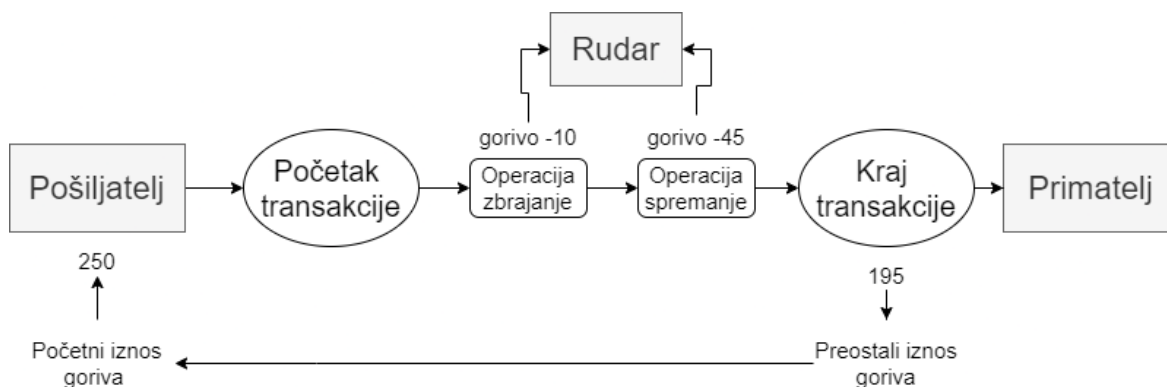 Rudar
gorivo -10
gorivo -45
Pošiljatelj
Početak
transakcije
Operacija
zbrajanje
Operacija
spremanje
Kraj
transakcije
Primatelj
250
195
Početni iznos
goriva
Preostali iznos
goriva